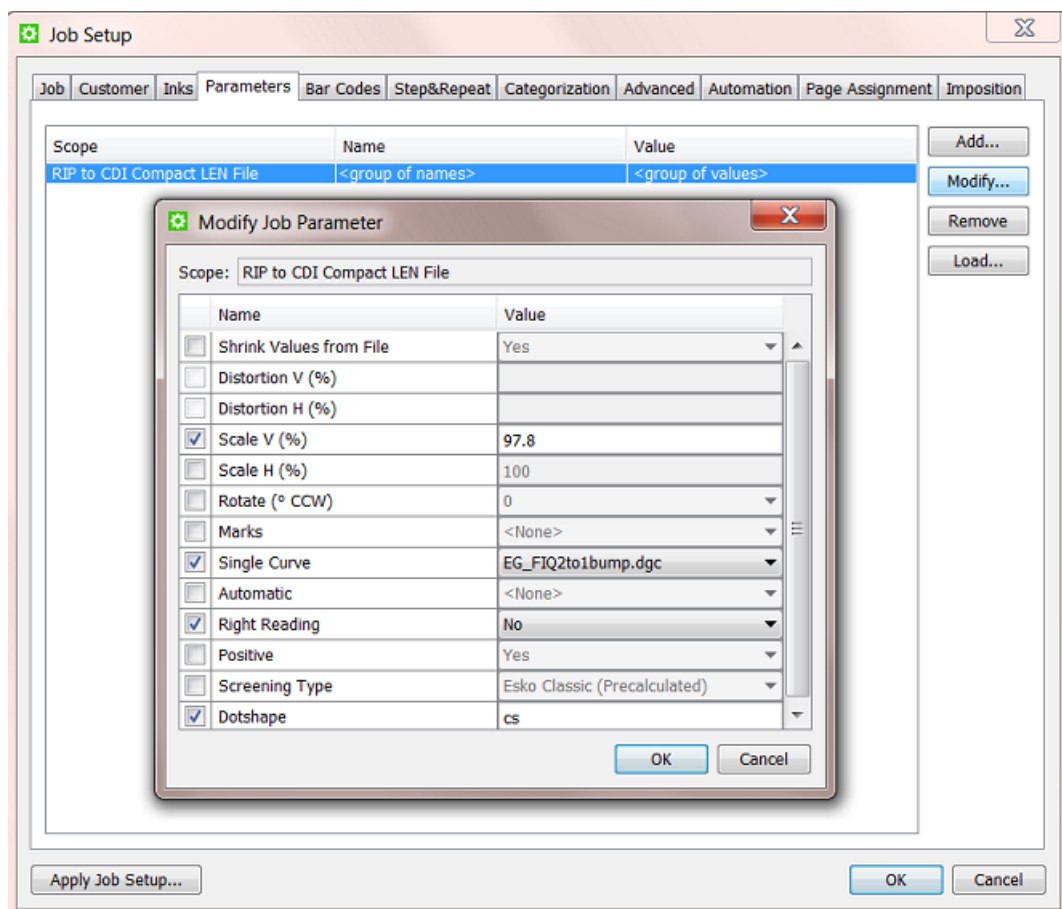 Job Setup
Job Customer Inks Parameters Bar Codes Step&Repeat Categorization Advanced Automation Page Assignment Imposition
Scope Name Value
RIP to CDI Compact LEN File <group of names> <group of values>
Add...
Modify...
Remove
Load...
Modify Job Parameter
Scope: RIP to CDI Compact LEN File
Name Value
Shrink Values from File Yes
Distortion V (%)
Distortion H (%)
Scale V (%) 97.8
Scale H (%) 100
Rotate (° CCW) 0
Marks <None>
Single Curve EG_FIQ2to1bump.dgc
Automatic <None>
Right Reading No
Positive Yes
Screening Type Esko Classic (Precalculated)
Dotshape cs
OK Cancel
Apply Job Setup... OK Cancel